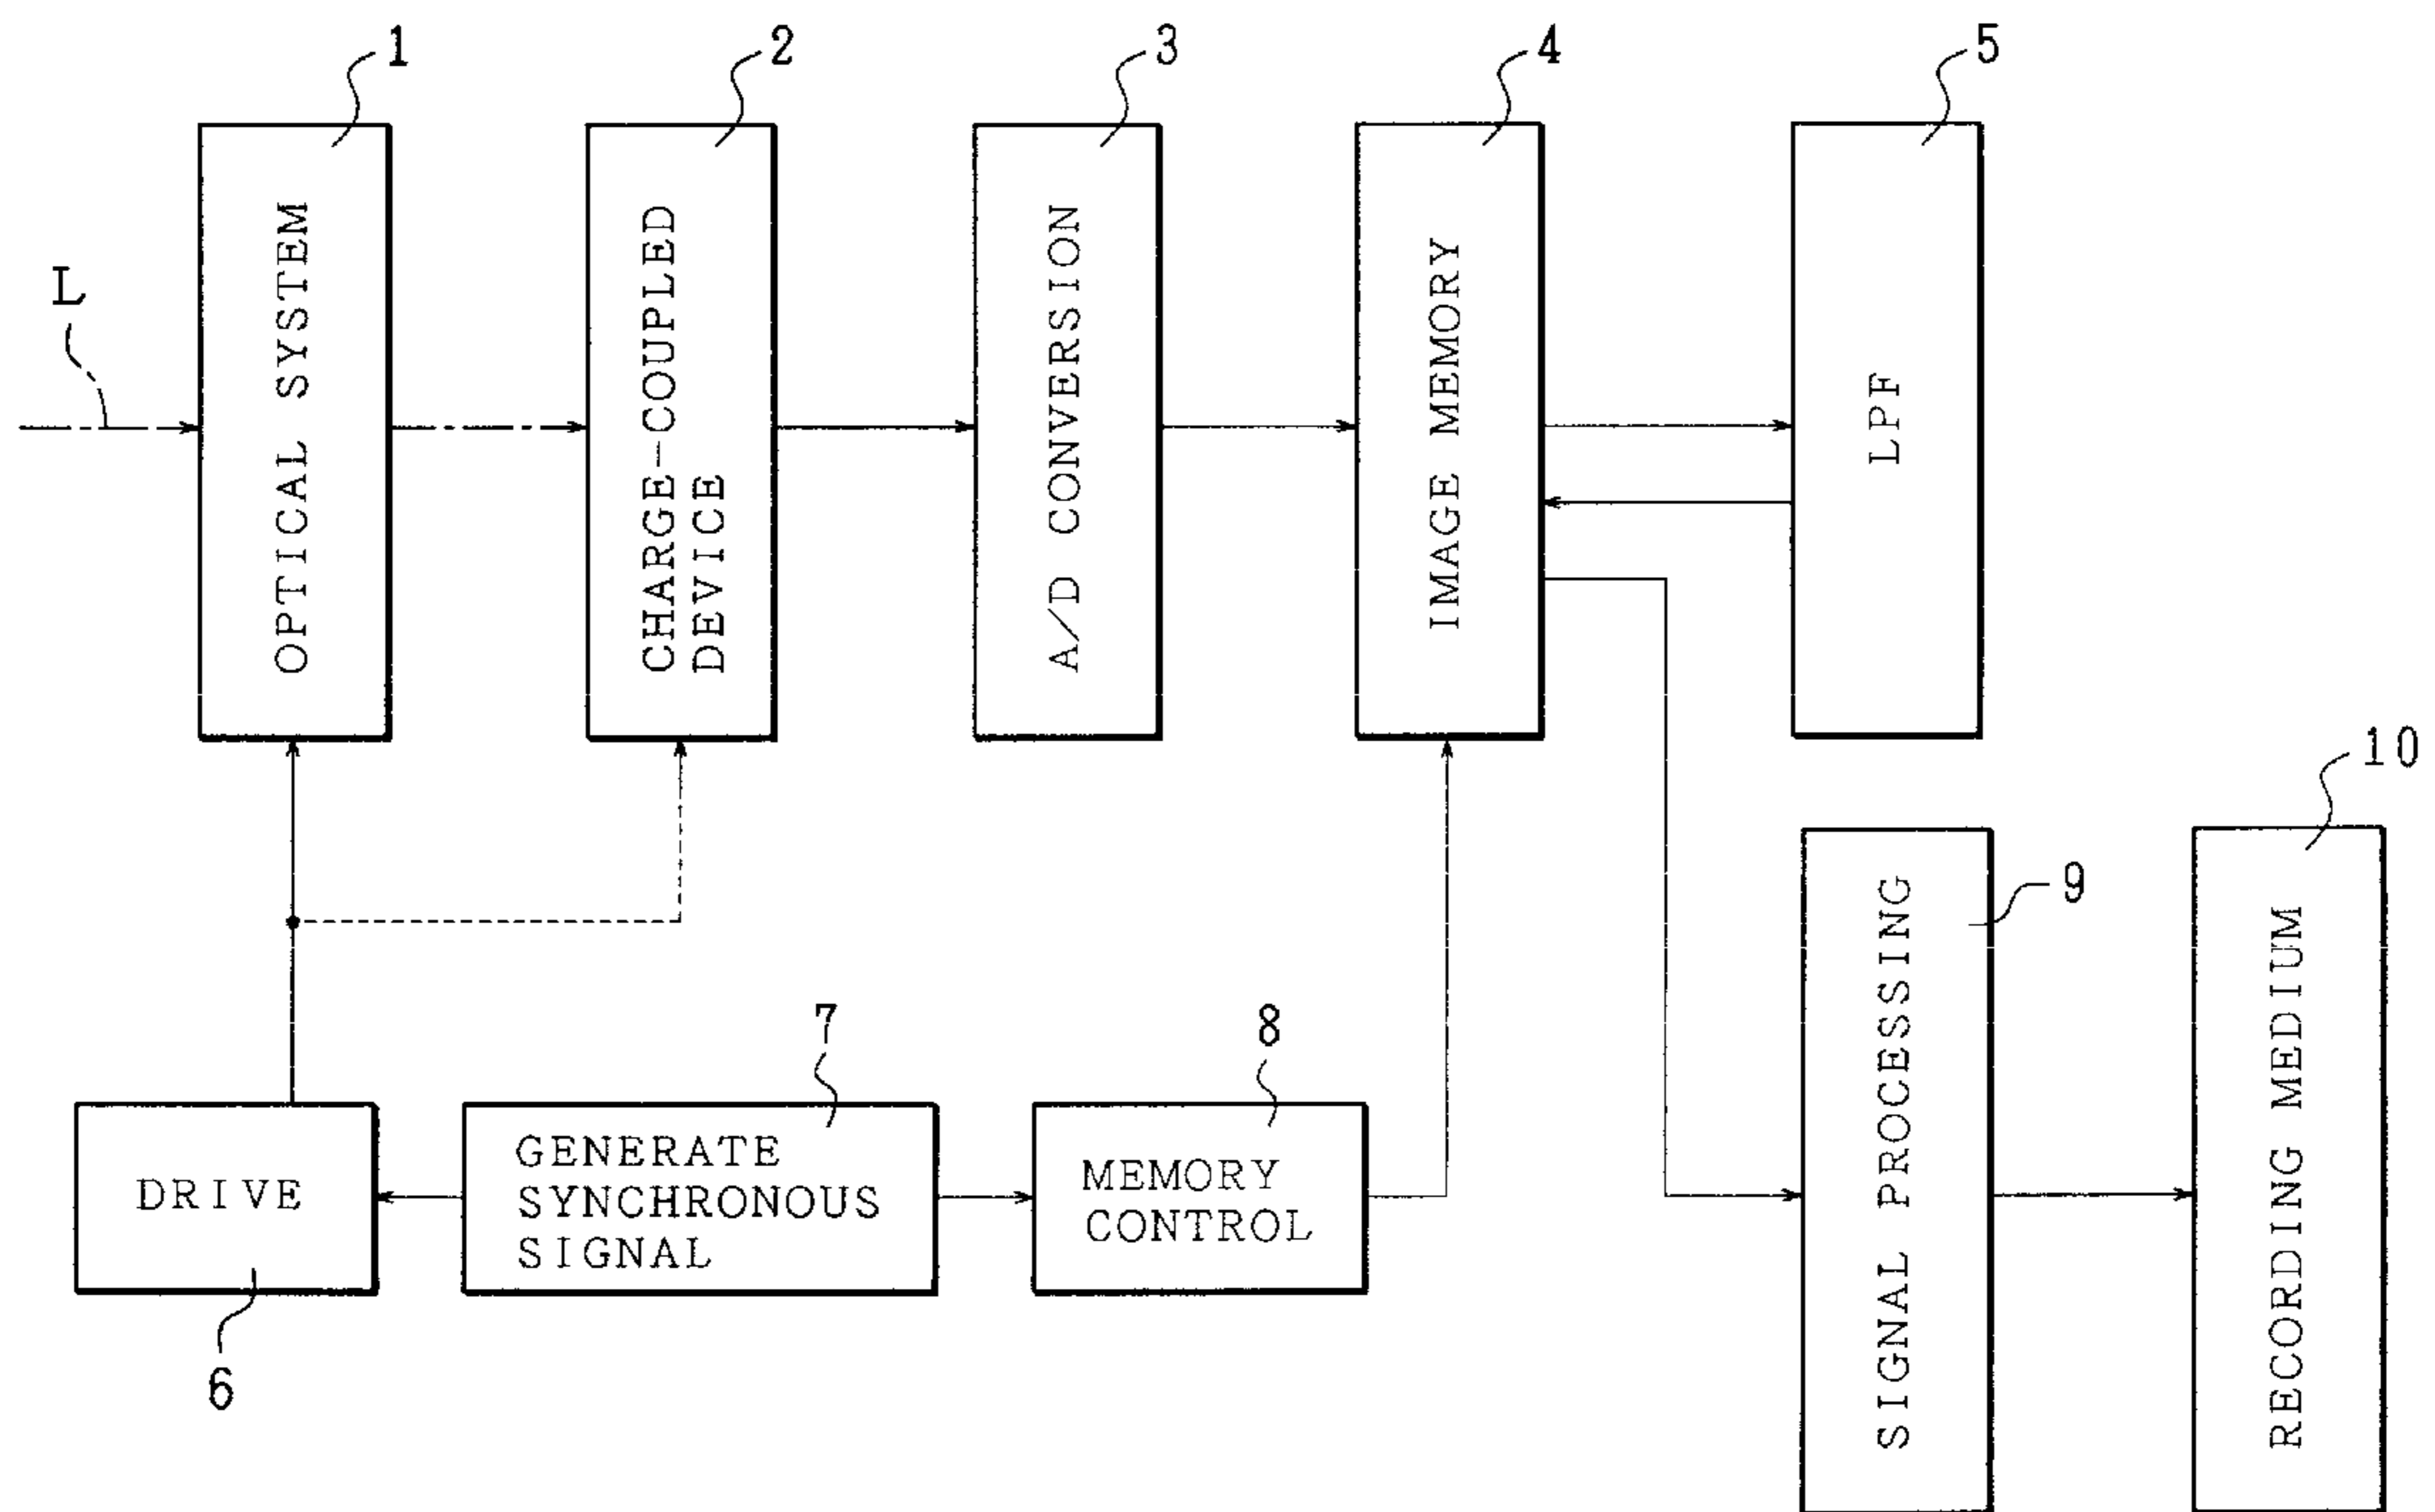 1
2
3
4
5
L
OPTICAL SYSTEM
CHARGE-COUPLED
DEVICE
A/D CONVERSION
IMAGE MEMORY
LPF
10
9
7
8
DRIVE
GENERATE
SYNCHRONOUS
SIGNAL
MEMORY
CONTROL
SIGNAL PROCESSING
RECORDING MEDIUM
6